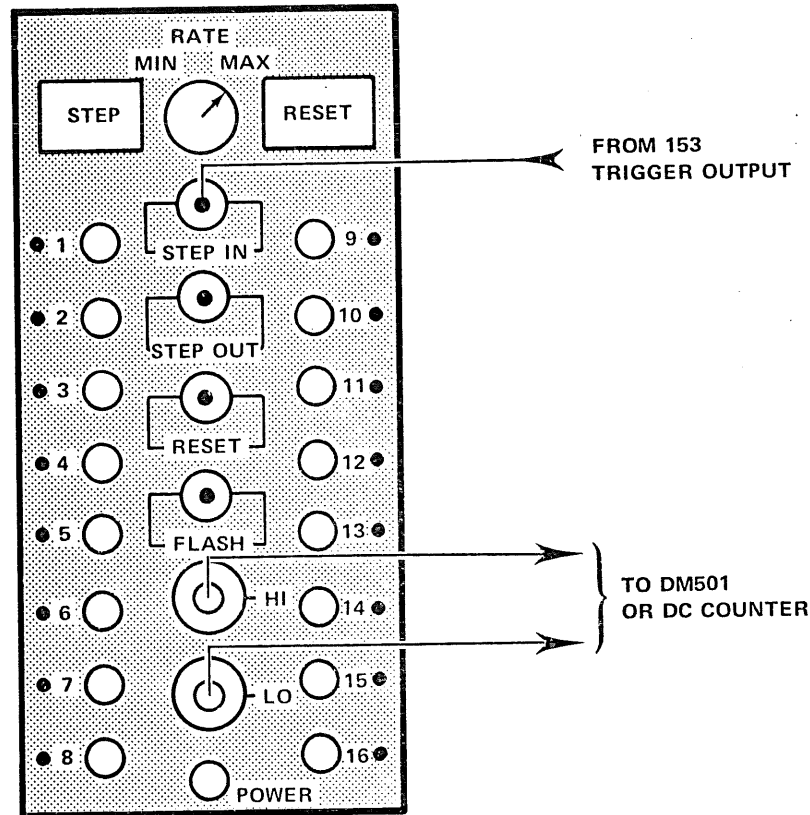 RATE
MIN MAX
STEP
RESET
FROM 153
TRIGGER OUTPUT
STEP IN
1
9
2
10
STEP OUT
3
11
RESET
4
12
5
13
FLASH
HI
6
14
TO DM501
OR DC COUNTER
7
15
LO
8
16
POWER